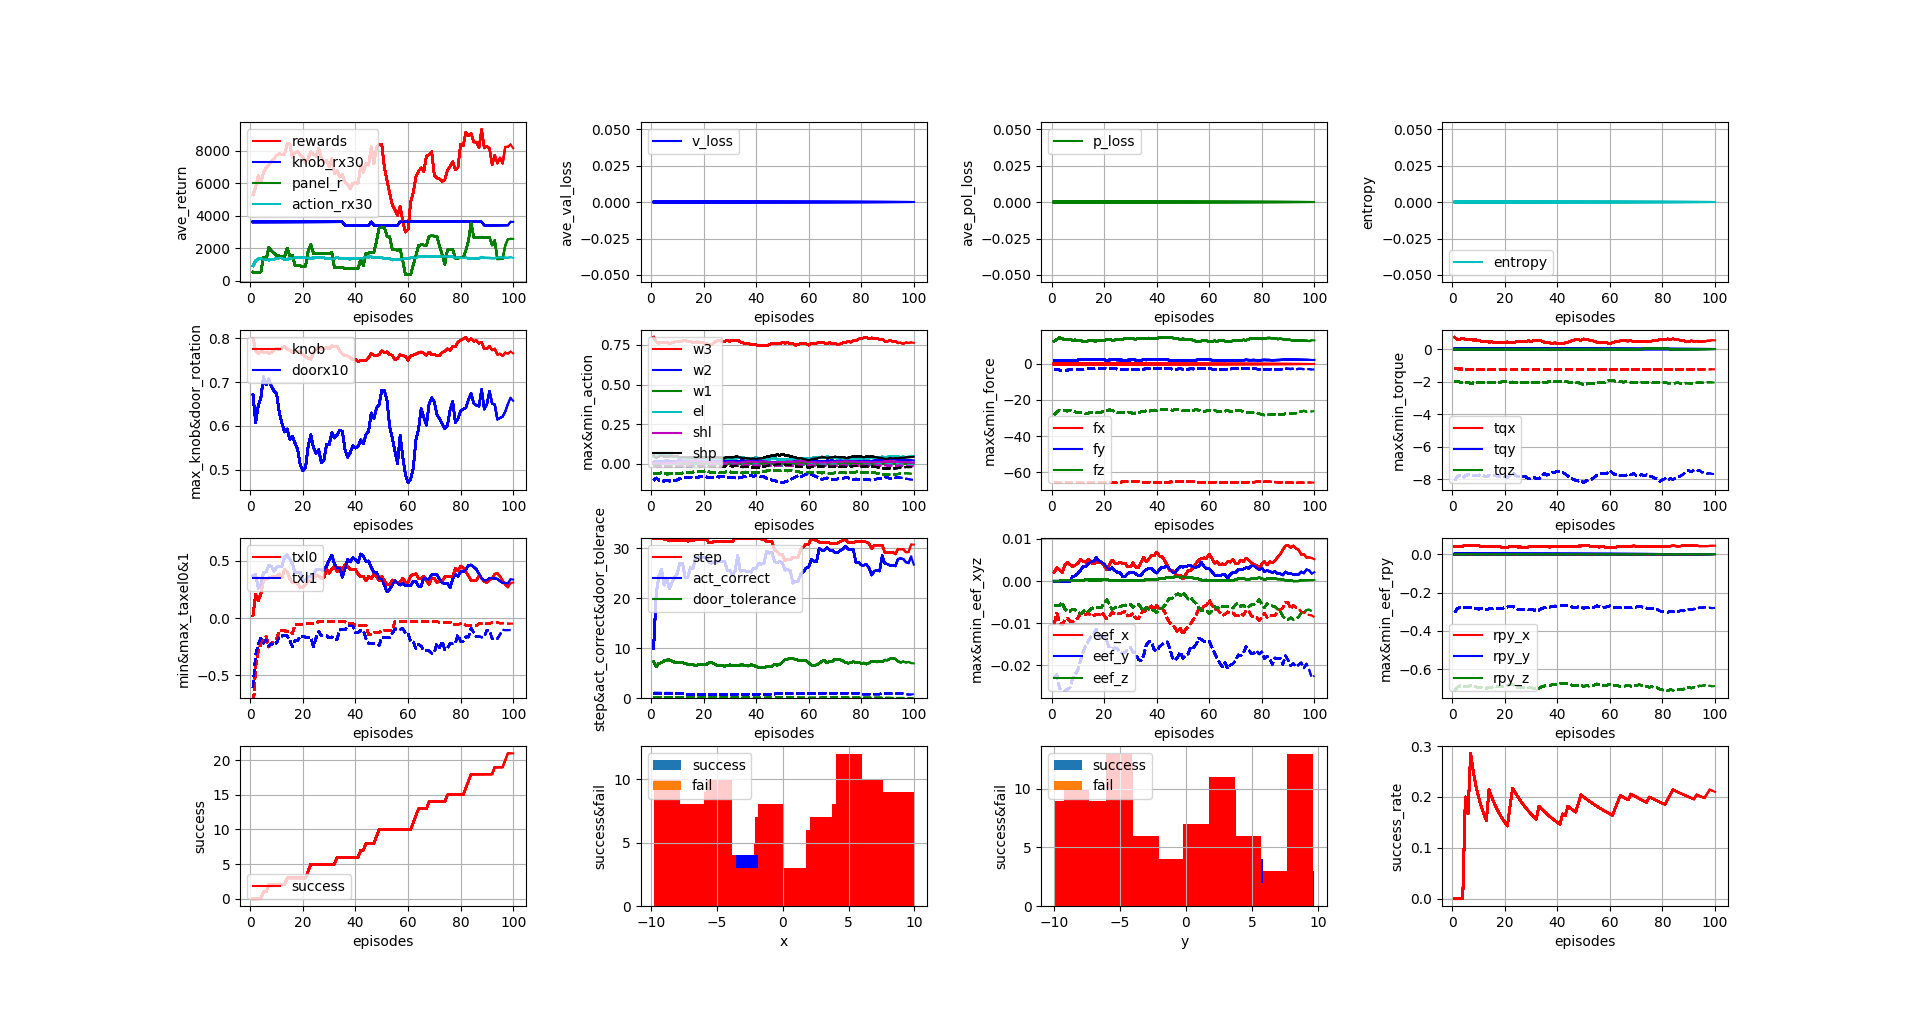 ave_return
8000
6000
4000
2000
0
rewards
knob_rx30
panel_r
action_rx30
0 20 40 60 80 100
episodes
ave_val_loss
0.050
0.025
0.000
−0.025
−0.050
v_loss
0 20 40 60 80 100
episodes
ave_pol_loss
0.050
0.025
0.000
−0.025
−0.050
p_loss
0 20 40 60 80 100
episodes
entropy
0.050
0.025
0.000
−0.025
−0.050
entropy
0 20 40 60 80 100
episodes
max_knob&door_rotation
0.8
0.7
0.6
0.5
knob
doorx10
0 20 40 60 80 100
episodes
max&min_action
0.75
0.50
0.25
0.00
w3
w2
w1
el
shl
shp
0 20 40 60 80 100
episodes
max&min_force
0
−20
−40
−60
fx
fy
fz
0 20 40 60 80 100
episodes
max&min_torque
0
−2
−4
−6
−8
tqx
tqy
tqz
0 20 40 60 80 100
episodes
min&max_taxel0&1
0.5
0.0
−0.5
txl0
txl1
0 20 40 60 80 100
episodes
step&act_correct&door_tolerace
30
20
10
0
step
act_correct
door_tolerance
0 20 40 60 80 100
episodes
max&min_eef_xyz
0.01
0.00
−0.01
−0.02
eef_x
eef_y
eef_z
0 20 40 60 80 100
episodes
max&min_eef_rpy
0.0
−0.2
−0.4
−0.6
rpy_x
rpy_y
rpy_z
0 20 40 60 80 100
episodes
success
20
15
10
5
0
success
0 20 40 60 80 100
episodes
success&fail
10
5
0
success
fail
−10 −5 0 5 10
x
success&fail
10
5
0
success
fail
−10 −5 0 5 10
y
success_rate
0.3
0.2
0.1
0.0
0 20 40 60 80 100
episodes